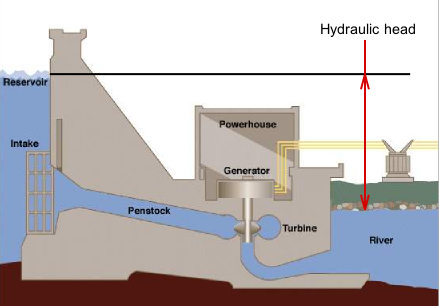 Hydraulic head
Reservoir
Powerhouse
Intake
Generator
Penstock
Turbine
River